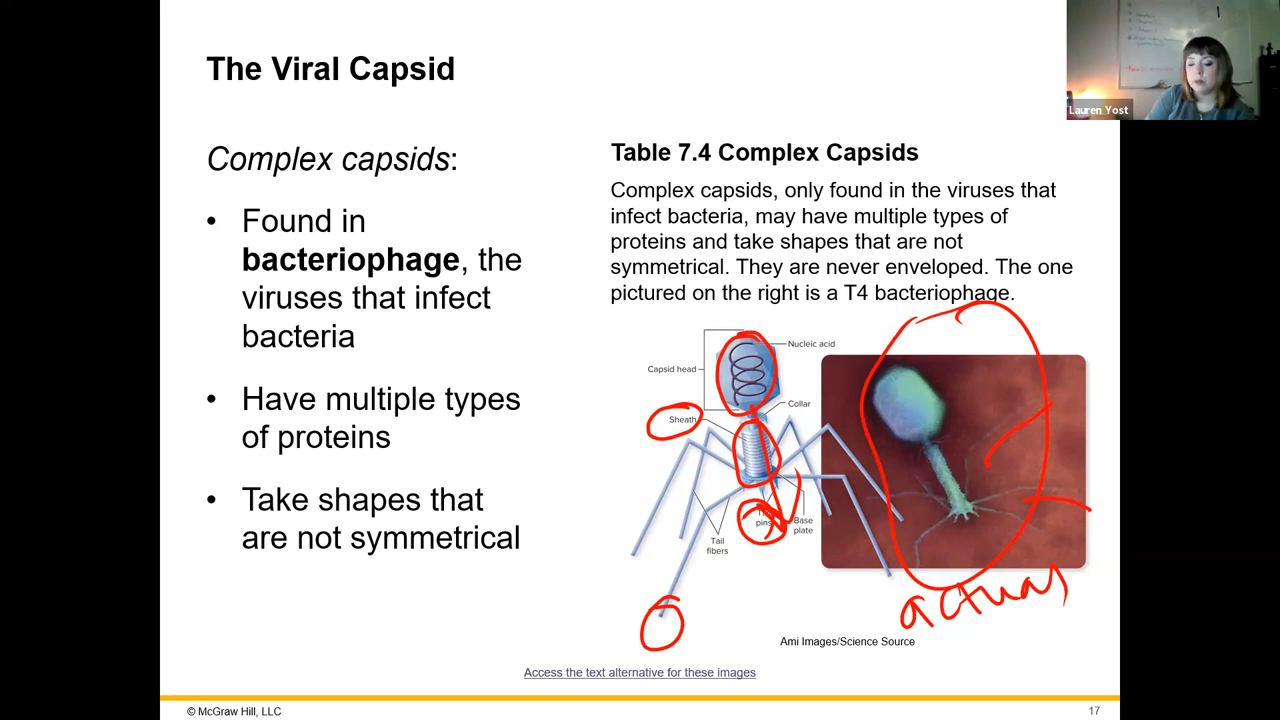 The Viral Capsid
Lauren Yost
Complex capsids:
• Found in
bacteriophage, the
viruses that infect
bacteria
• Have multiple types
of proteins
• Take shapes that
are not symmetrical
Table 7.4 Complex Capsids
Complex capsids, only found in the viruses that
infect bacteria, may have multiple types of
proteins and take shapes that are not
symmetrical. They are never enveloped. The one
pictured on the right is a T4 bacteriophage.
Nucleic acid
Capsid head
Collar
Sheath
pins
Base
plate
Tail
fibers
actual
Ami Images/Science Source
Access the text alternative for these images
© McGraw Hill, LLC
17